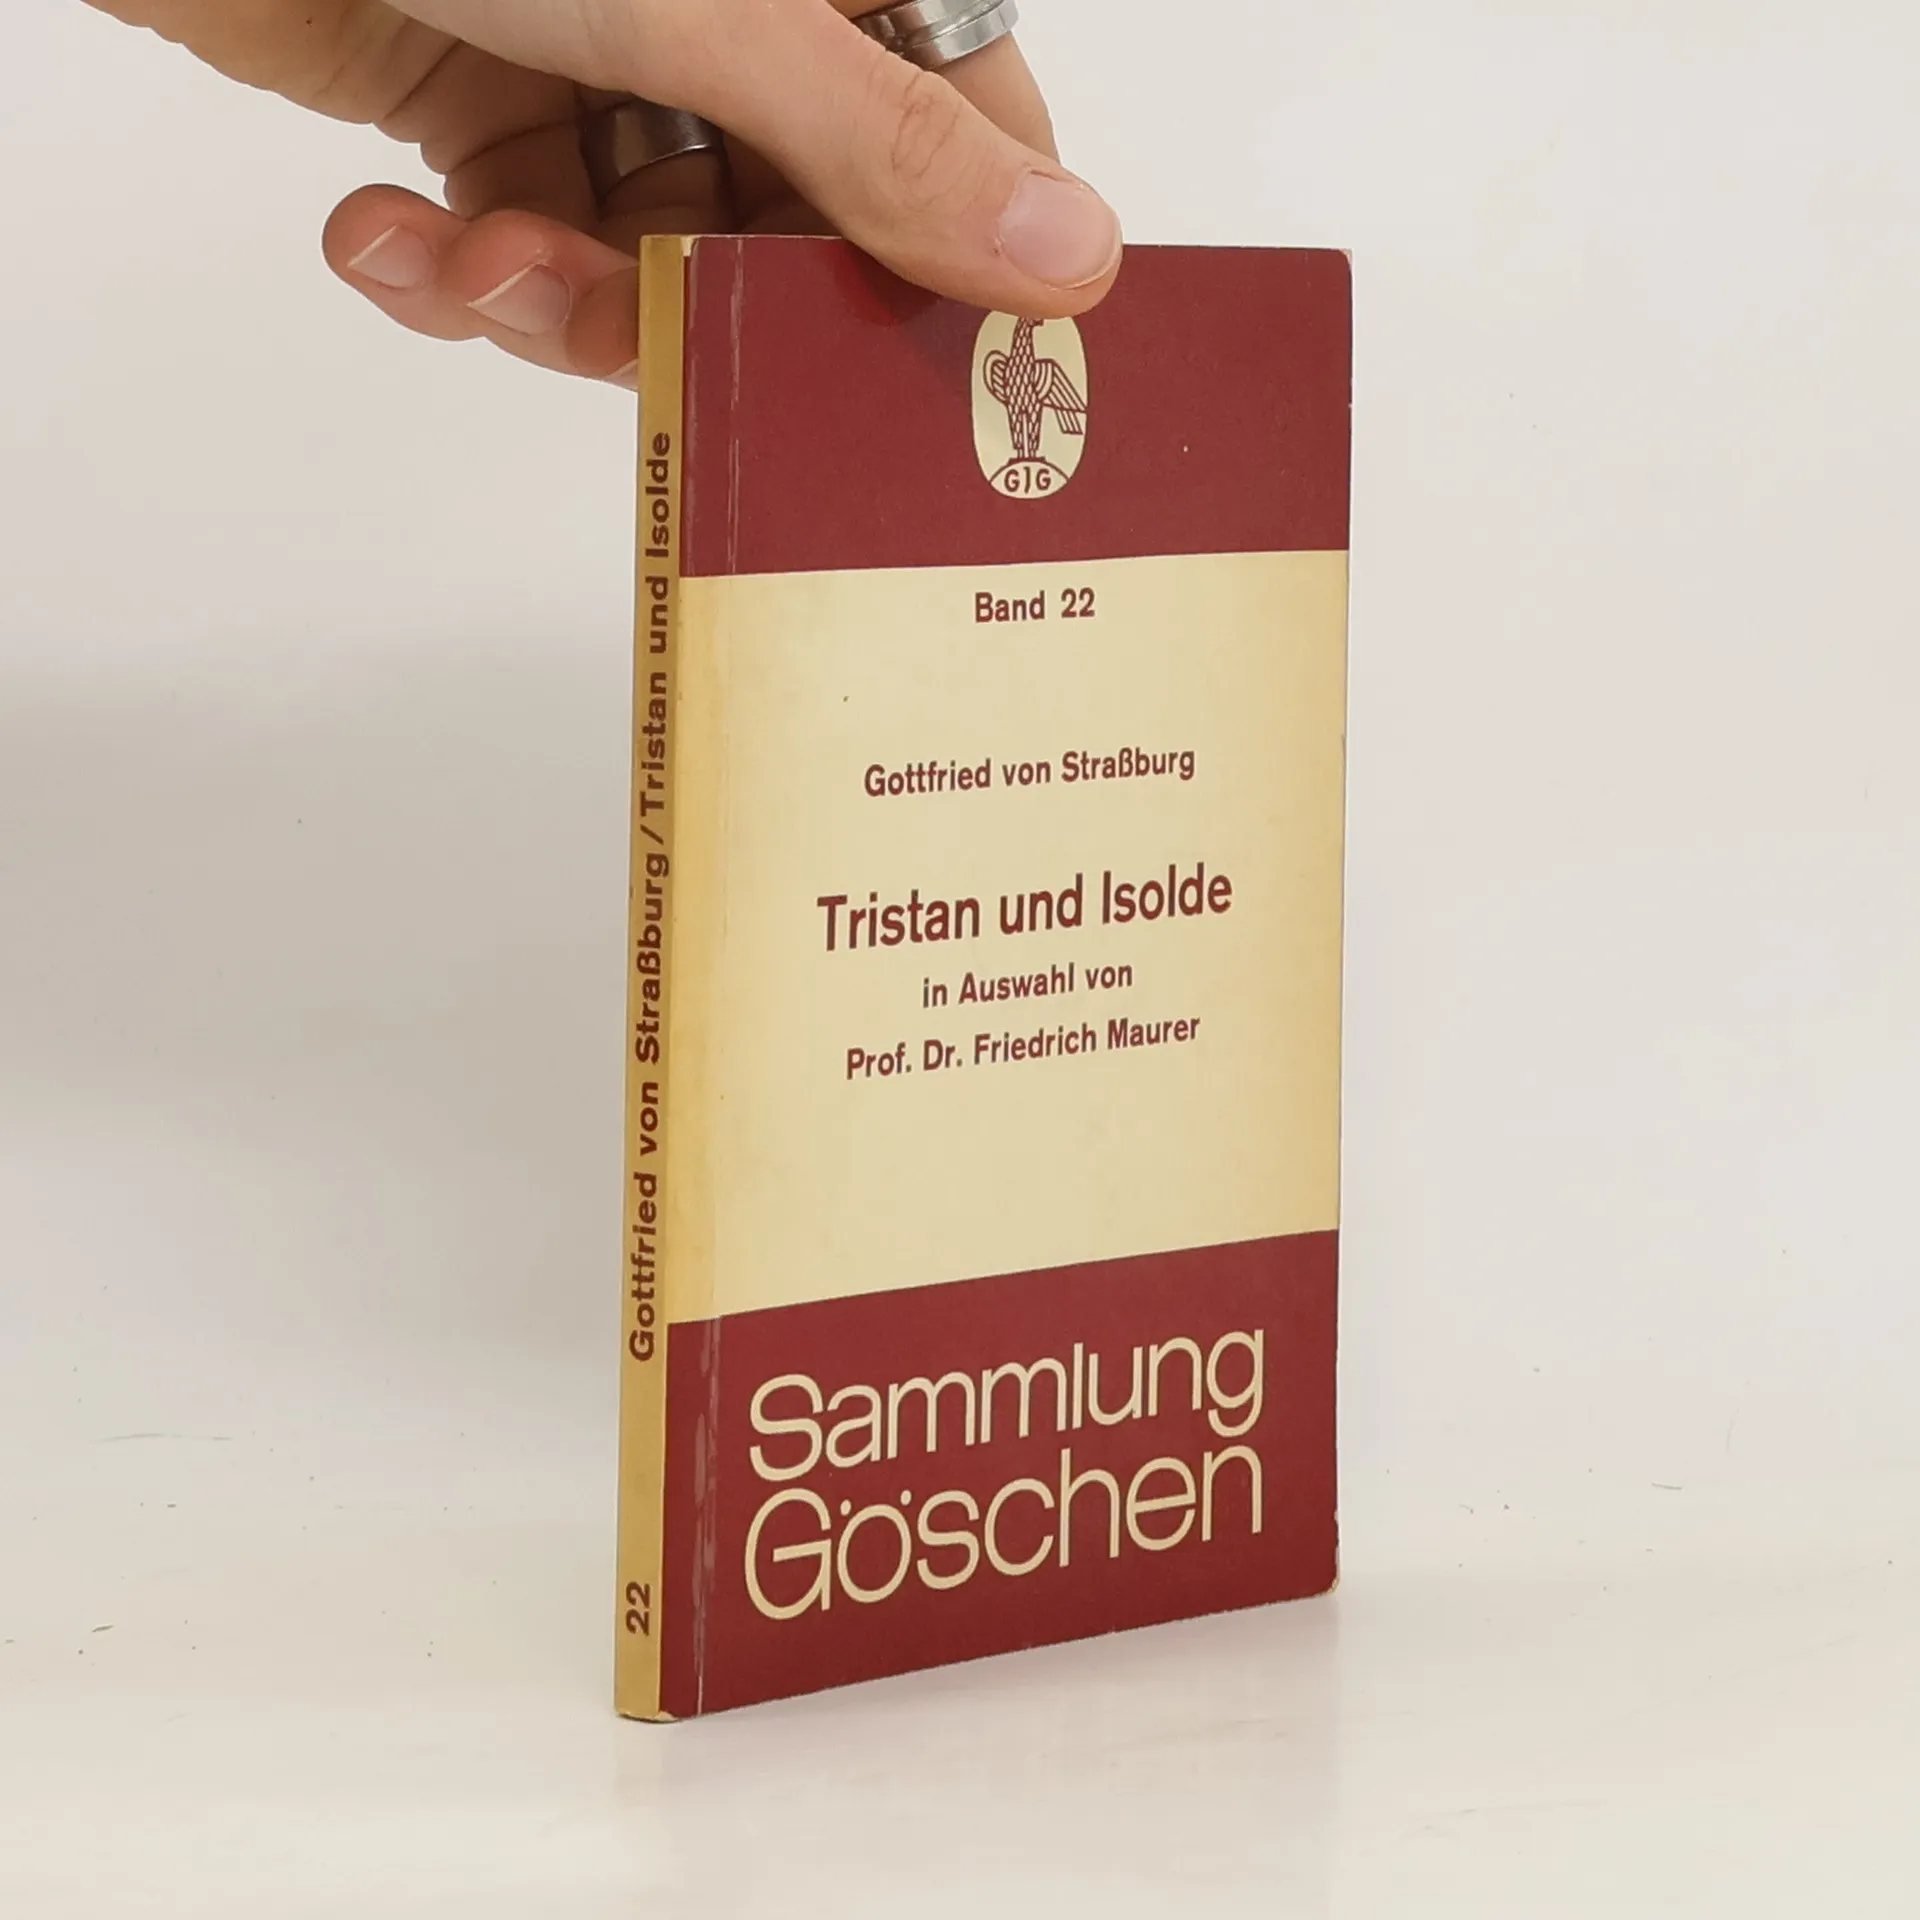 GJG
Band 22
Gottfried von Straßburg
Tristan und Isolde
in Auswahl von
Prof. Dr. Friedrich Maurer
Sammlung
Göschen
Gottfried von Straßburg/Tristan und Isolde
22